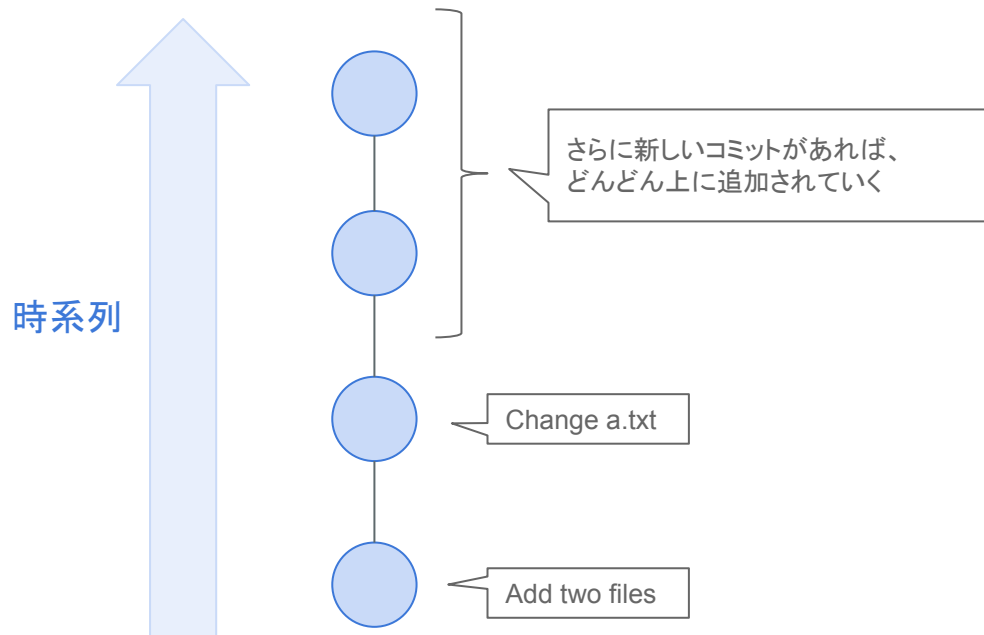 さらに新しいコミットがあれば、
どんどん上に追加されていく
時系列
Change a.txt
Add two files